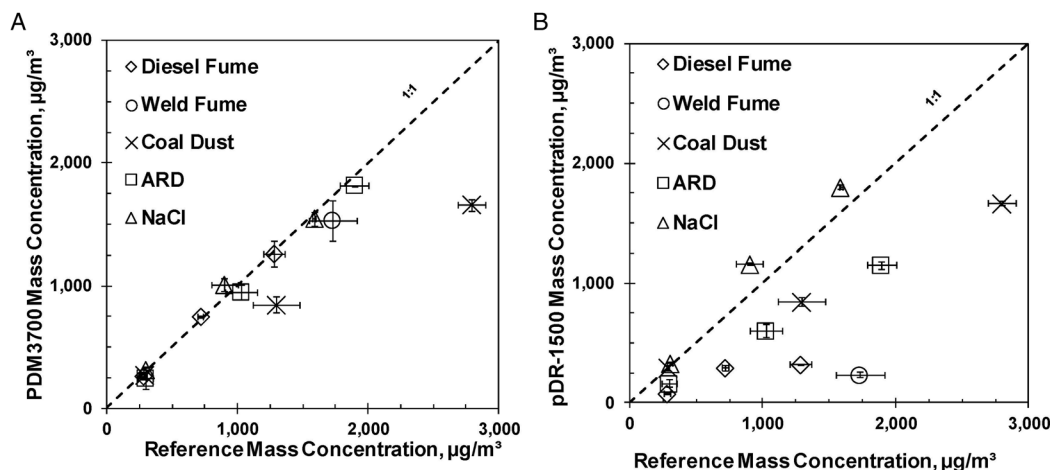 A
PDM3700 Mass Concentration, µg/m³
3,000
2,000
1,000
0
Diesel Fume
Weld Fume
Coal Dust
ARD
NaCl
1:1
0
1,000
2,000
3,000
Reference Mass Concentration, µg/m³
B
pDR-1500 Mass Concentration, µg/m³
3,000
2,000
1,000
0
Diesel Fume
Weld Fume
Coal Dust
ARD
NaCl
1:1
0
1,000
2,000
3,000
Reference Mass Concentration, µg/m³